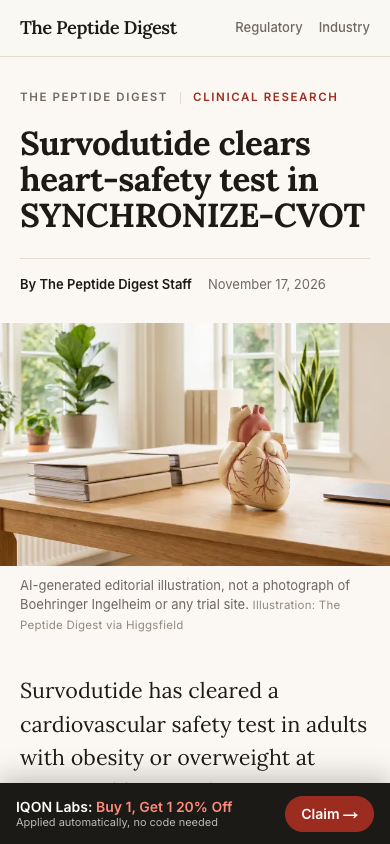 The Peptide Digest
Regulatory Industry
THE PEPTIDE DIGEST | CLINICAL RESEARCH
Survodutide clears
heart-safety test in
SYNCHRONIZE-CVOT
By The Peptide Digest Staff November 17, 2026
AI-generated editorial illustration, not a photograph of
Boehringer Ingelheim or any trial site. Illustration: The
Peptide Digest via Higgsfield
Survodutide has cleared a
cardiovascular safety test in adults
with obesity or overweight at
IQON Labs: Buy 1, Get 1 20% Off
Applied automatically, no code needed
Claim →